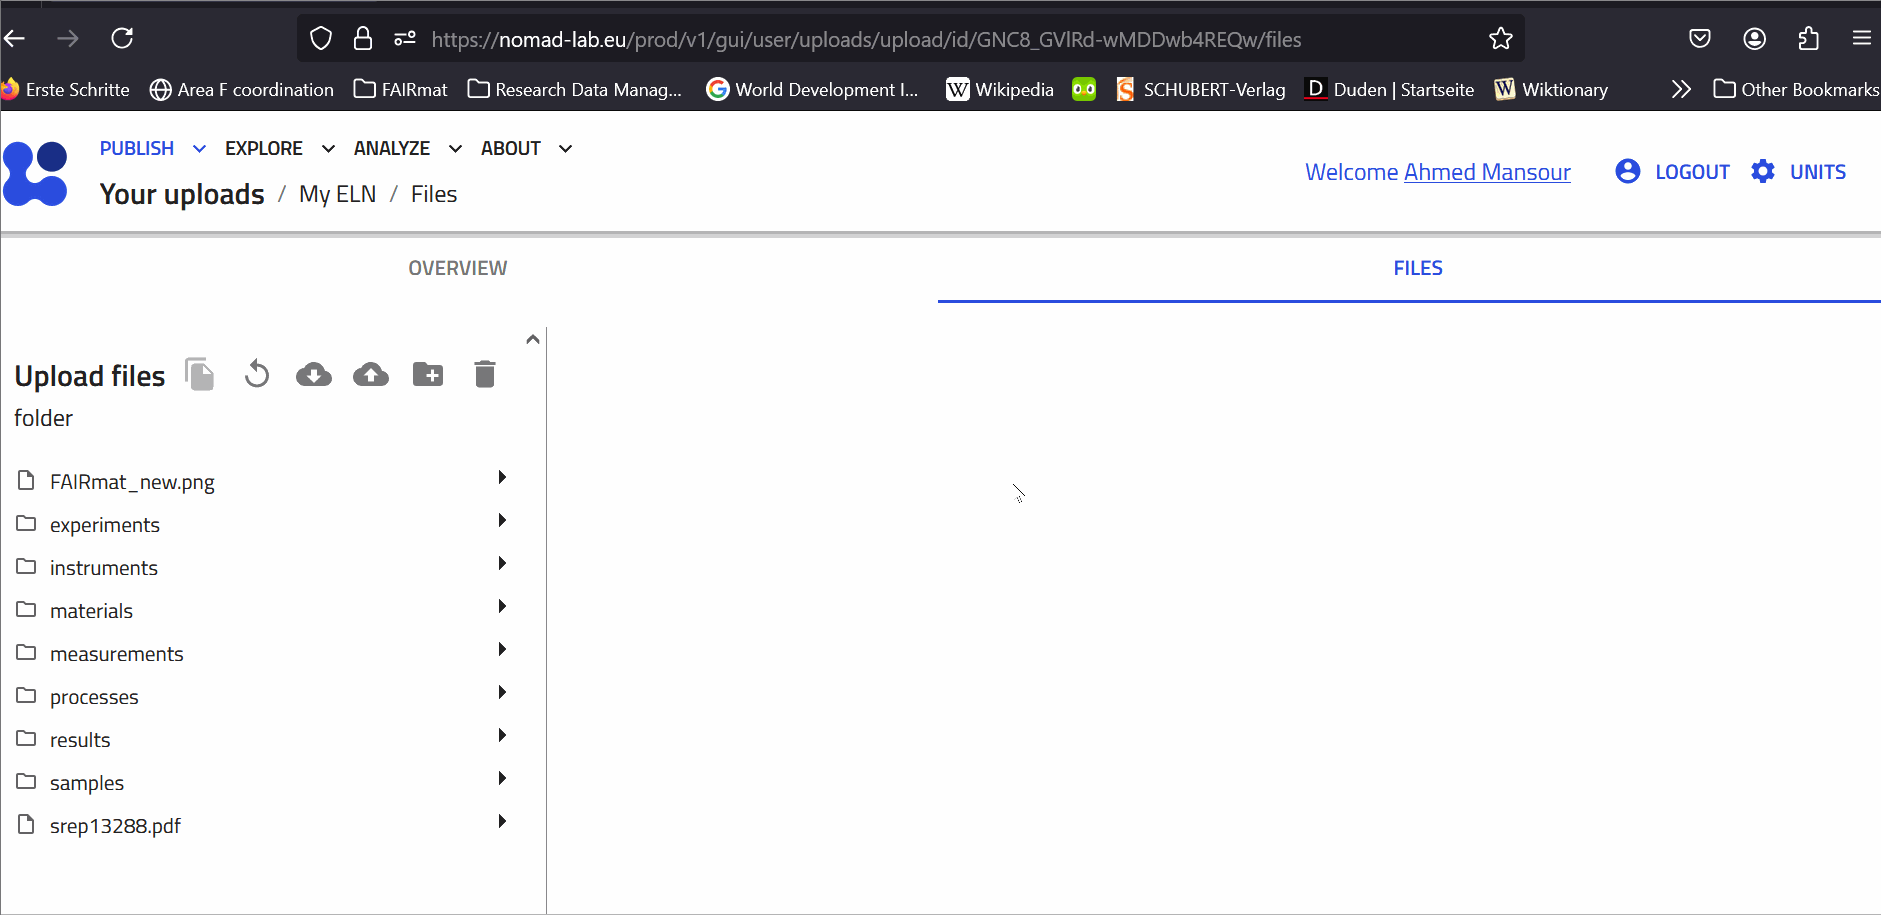 https://nomad-lab.eu/prod/v1/gui/user/uploads/upload/id/GNC8_GVlRd-wMDDwb4REQw/files
Erste Schritte Area F coordination FAIRmat Research Data Manag... World Development I... Wikipedia SCHUBERT-Verlag Duden | Startseite Wiktionary Other Bookmarks
PUBLISH EXPLORE ANALYZE ABOUT
Your uploads / My ELN / Files
Welcome Ahmed Mansour LOGOUT UNITS
OVERVIEW FILES
Upload files
folder
FAIRmat_new.png
experiments
instruments
materials
measurements
processes
results
samples
srep13288.pdf